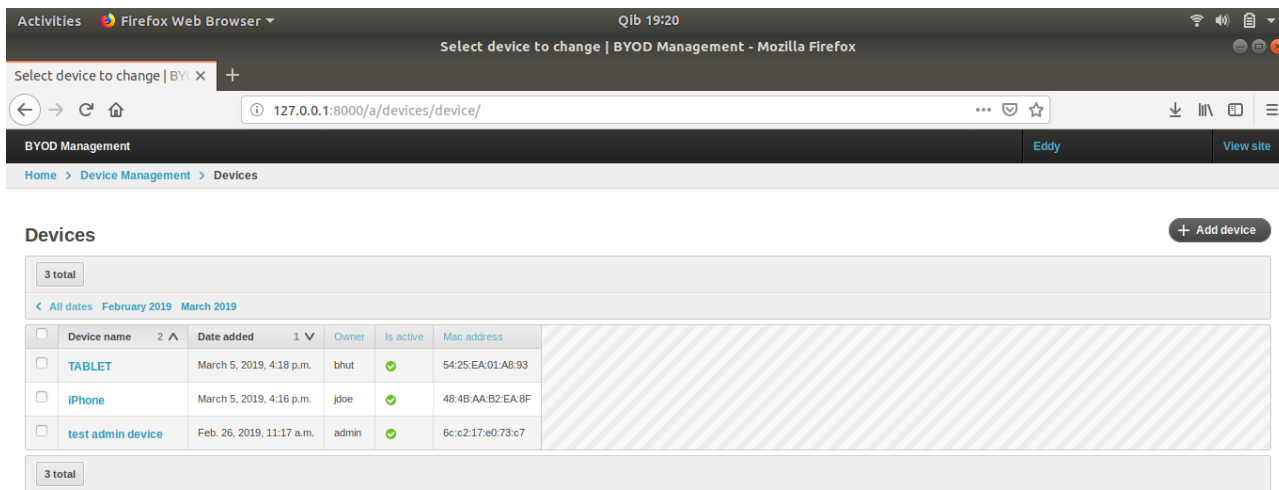 Activities Firefox Web Browser Qib 19:20
Select device to change | BYOD Management - Mozilla Firefox
Select device to change | BY
127.0.0.1:8000/a/devices/device/
BYOD Management Eddy View site
Home > Device Management > Devices
Devices
+ Add device
3 total
< All dates February 2019 March 2019
Device name 2 Date added 1 Owner Is active Mac address
TABLET March 5, 2019, 4:18 p.m. bhut 54:25:EA:01:A8:93
iPhone March 5, 2019, 4:16 p.m. jdoe 48:4B:AA:B2:EA:8F
test admin device Feb. 26, 2019, 11:17 a.m. admin 6c:c2:17:e0:73:c7
3 total